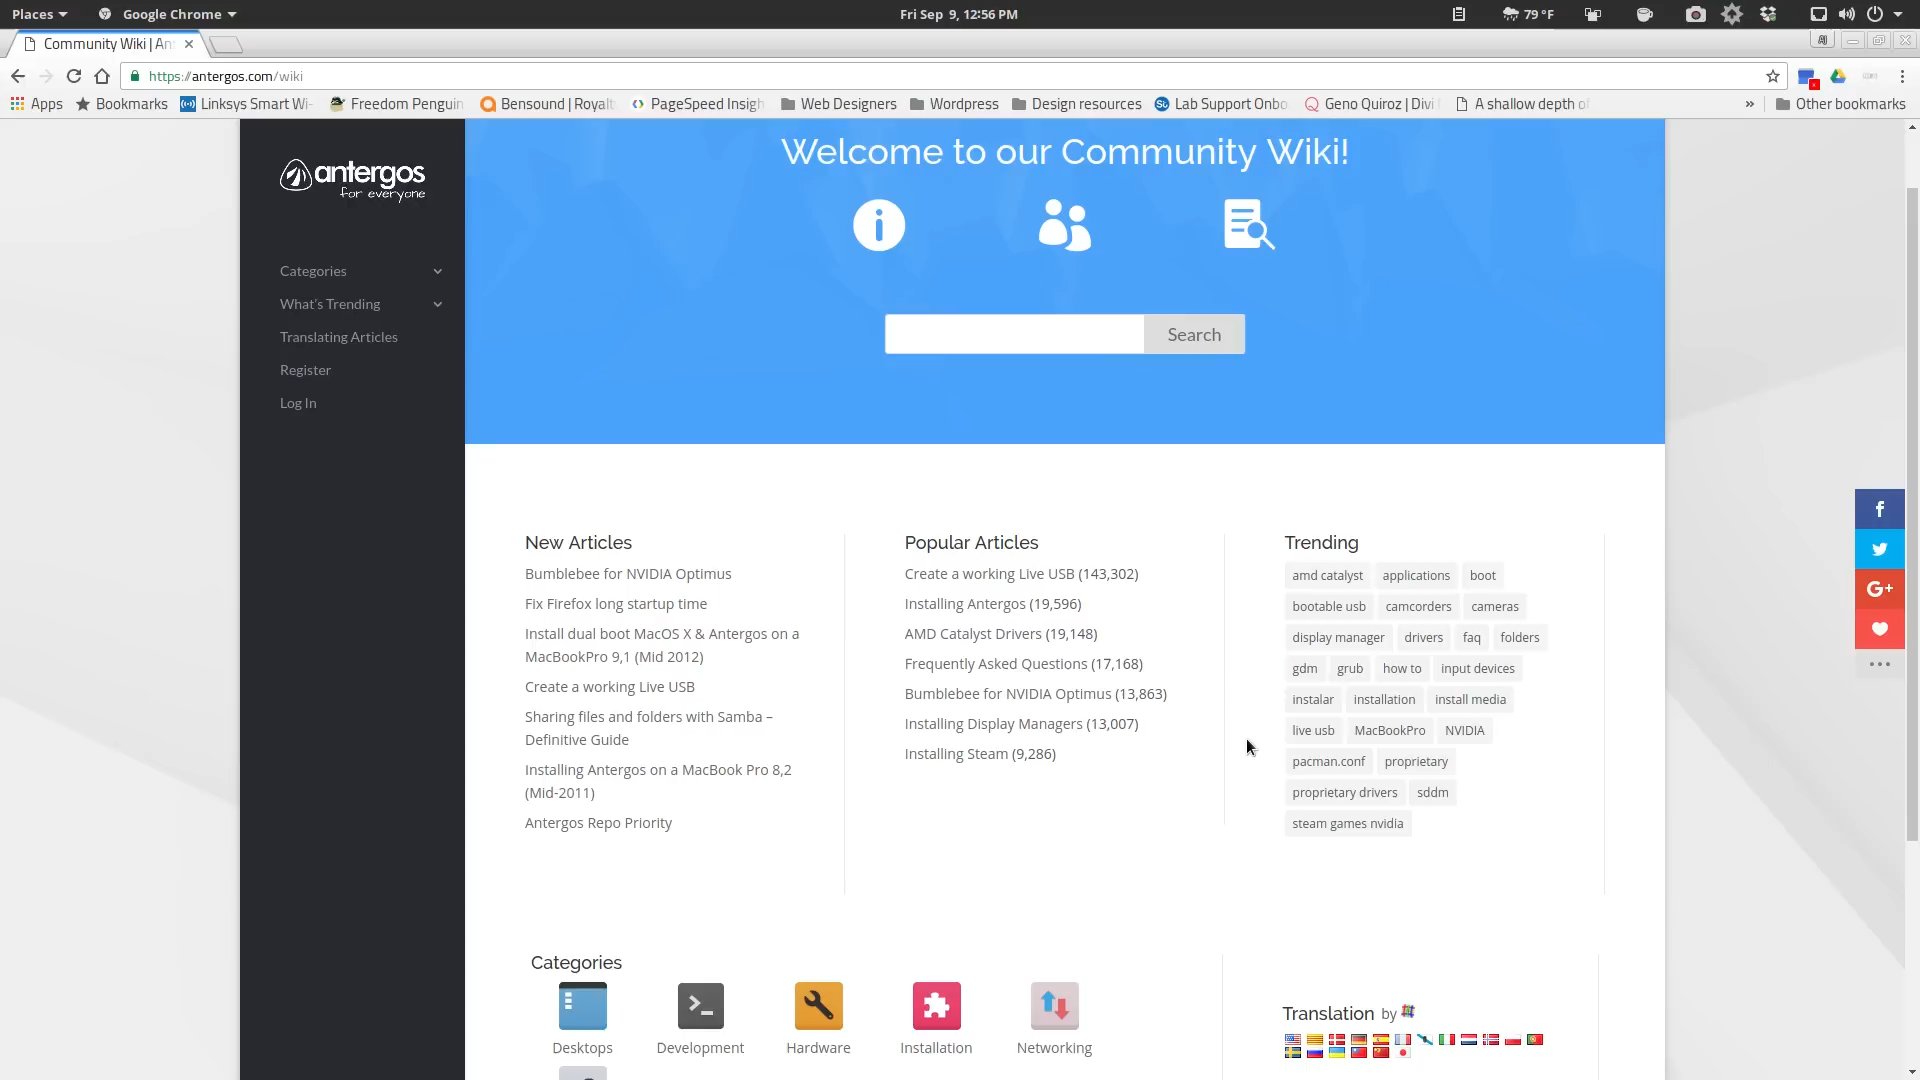 Places
Google Chrome
Fri Sep 9, 12:56 PM
79 °F
Community Wiki | An
https://antergos.com/wiki
Apps
Bookmarks
Linksys Smart Wi-
Freedom Penguin
Bensound | Royalt
PageSpeed Insigh
Web Designers
Wordpress
Design resources
Lab Support Onbo
Geno Quiroz | Divi
A shallow depth of
»
Other bookmarks
antergos
for everyone
Categories
What's Trending
Translating Articles
Register
Log In
Welcome to our Community Wiki!
Search
New Articles
Bumblebee for NVIDIA Optimus
Fix Firefox long startup time
Install dual boot MacOS X & Antergos on a
MacBookPro 9,1 (Mid 2012)
Create a working Live USB
Sharing files and folders with Samba –
Definitive Guide
Installing Antergos on a MacBook Pro 8,2
(Mid-2011)
Antergos Repo Priority
Popular Articles
Create a working Live USB (143,302)
Installing Antergos (19,596)
AMD Catalyst Drivers (19,148)
Frequently Asked Questions (17,168)
Bumblebee for NVIDIA Optimus (13,863)
Installing Display Managers (13,007)
Installing Steam (9,286)
Trending
amd catalyst applications boot
bootable usb camcorders cameras
display manager drivers faq folders
gdm grub how to input devices
instalar installation install media
live usb MacBookPro NVIDIA
pacman.conf proprietary
proprietary drivers sddm
steam games nvidia
f
G+
Categories
Desktops
Development
Hardware
Installation
Networking
Translation by